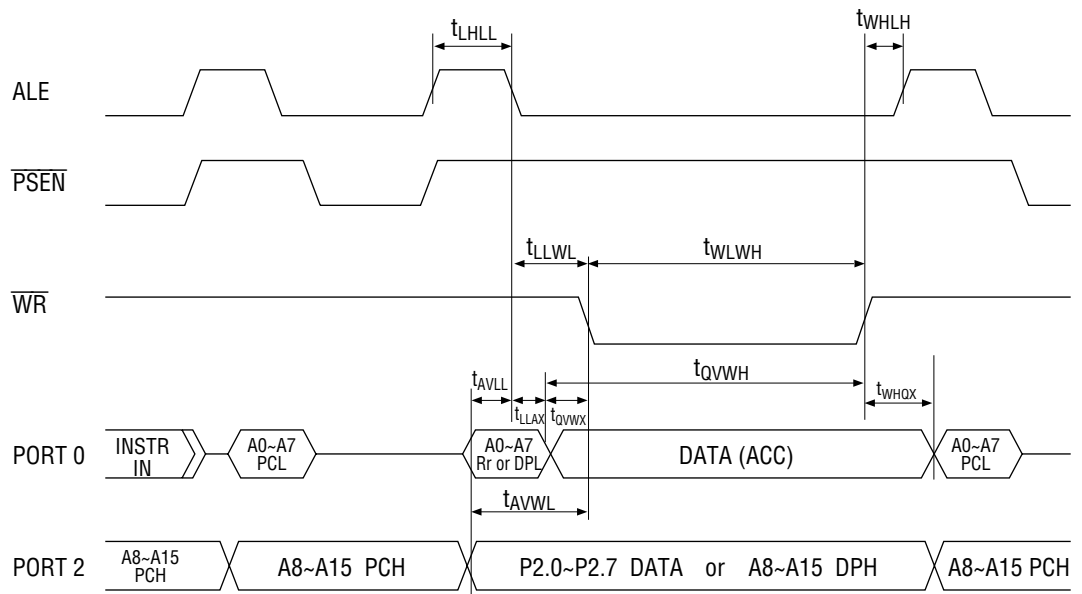 tLHLL
tWHLH
ALE
PSEN
tLLWL
tWLWH
WR
tQVWH
tAVLL
tLLAX
tQVWX
tWHQX
PORT 0
INSTR
IN
A0~A7
PCL
A0~A7
Rr or DPL
DATA (ACC)
A0~A7
PCL
tAVWL
PORT 2
A8~A15
PCH
A8~A15 PCH
P2.0~P2.7 DATA or A8~A15 DPH
A8~A15 PCH